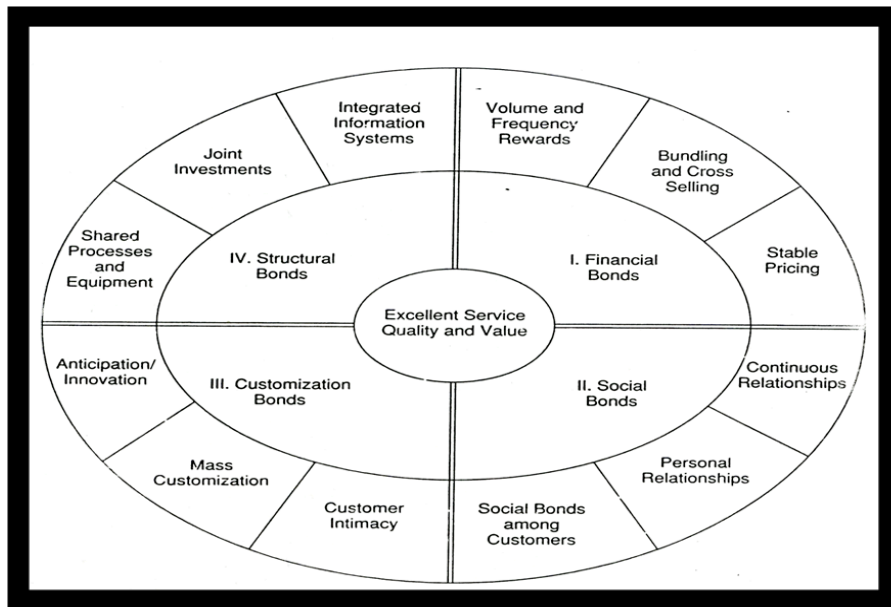 Integrated
Information
Systems
Volume and
Frequency
Rewards
Joint
Investments
Bundling
and Cross
Selling
Shared
Processes
and
Equipment
IV. Structural
Bonds
I. Financial
Bonds
Stable
Pricing
Excellent Service
Quality and Value
Anticipation/
Innovation
III. Customization
Bonds
II. Social
Bonds
Continuous
Relationships
Mass
Customization
Personal
Relationships
Customer
Intimacy
Social Bonds
among
Customers